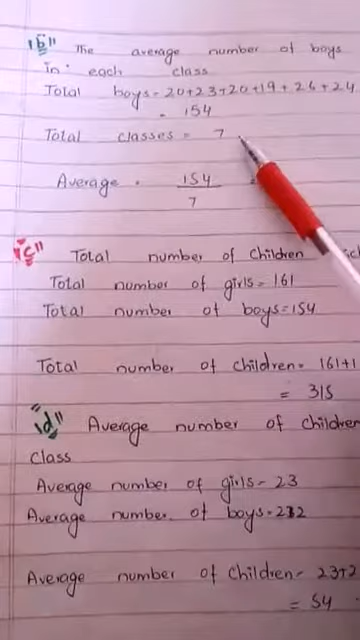 "b" The average number of boys
in each class
Total boys = 20+23+20+19+26+24
= 154
Total classes = 7
Average = 154
7
"c" Total number of Children
Total number of girls = 161
Total number of boys = 154
Total number of children = 161+1
= 315
"d" Average number of children
class
Average number of girls = 23
Average number of boys =
Average number of children = 23+2
= 54